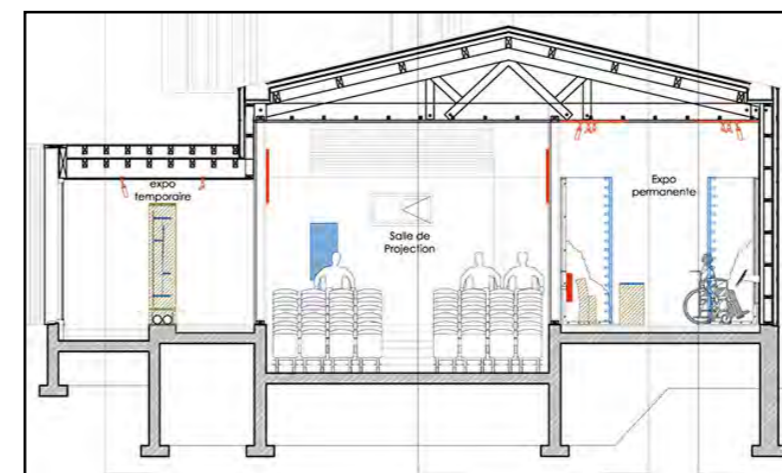 expo
temporaire
Salle de
Projection
Expo
permanente